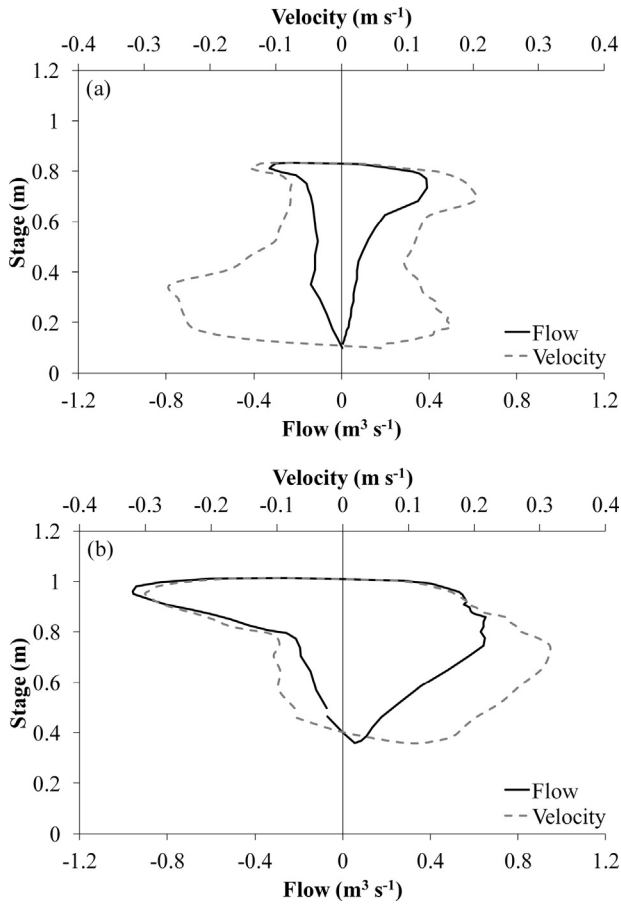 Velocity (m s⁻¹)
-0.4 -0.3 -0.2 -0.1 0 0.1 0.2 0.3 0.4
1.2
(a)
1
0.8
0.6
0.4
0.2
0
Stage (m)
Flow
Velocity
-1.2 -0.8 -0.4 0 0.4 0.8 1.2
Flow (m³ s⁻¹)
Velocity (m s⁻¹)
-0.4 -0.3 -0.2 -0.1 0 0.1 0.2 0.3 0.4
1.2
(b)
1
0.8
0.6
0.4
0.2
0
Stage (m)
Flow
Velocity
-1.2 -0.8 -0.4 0 0.4 0.8 1.2
Flow (m³ s⁻¹)